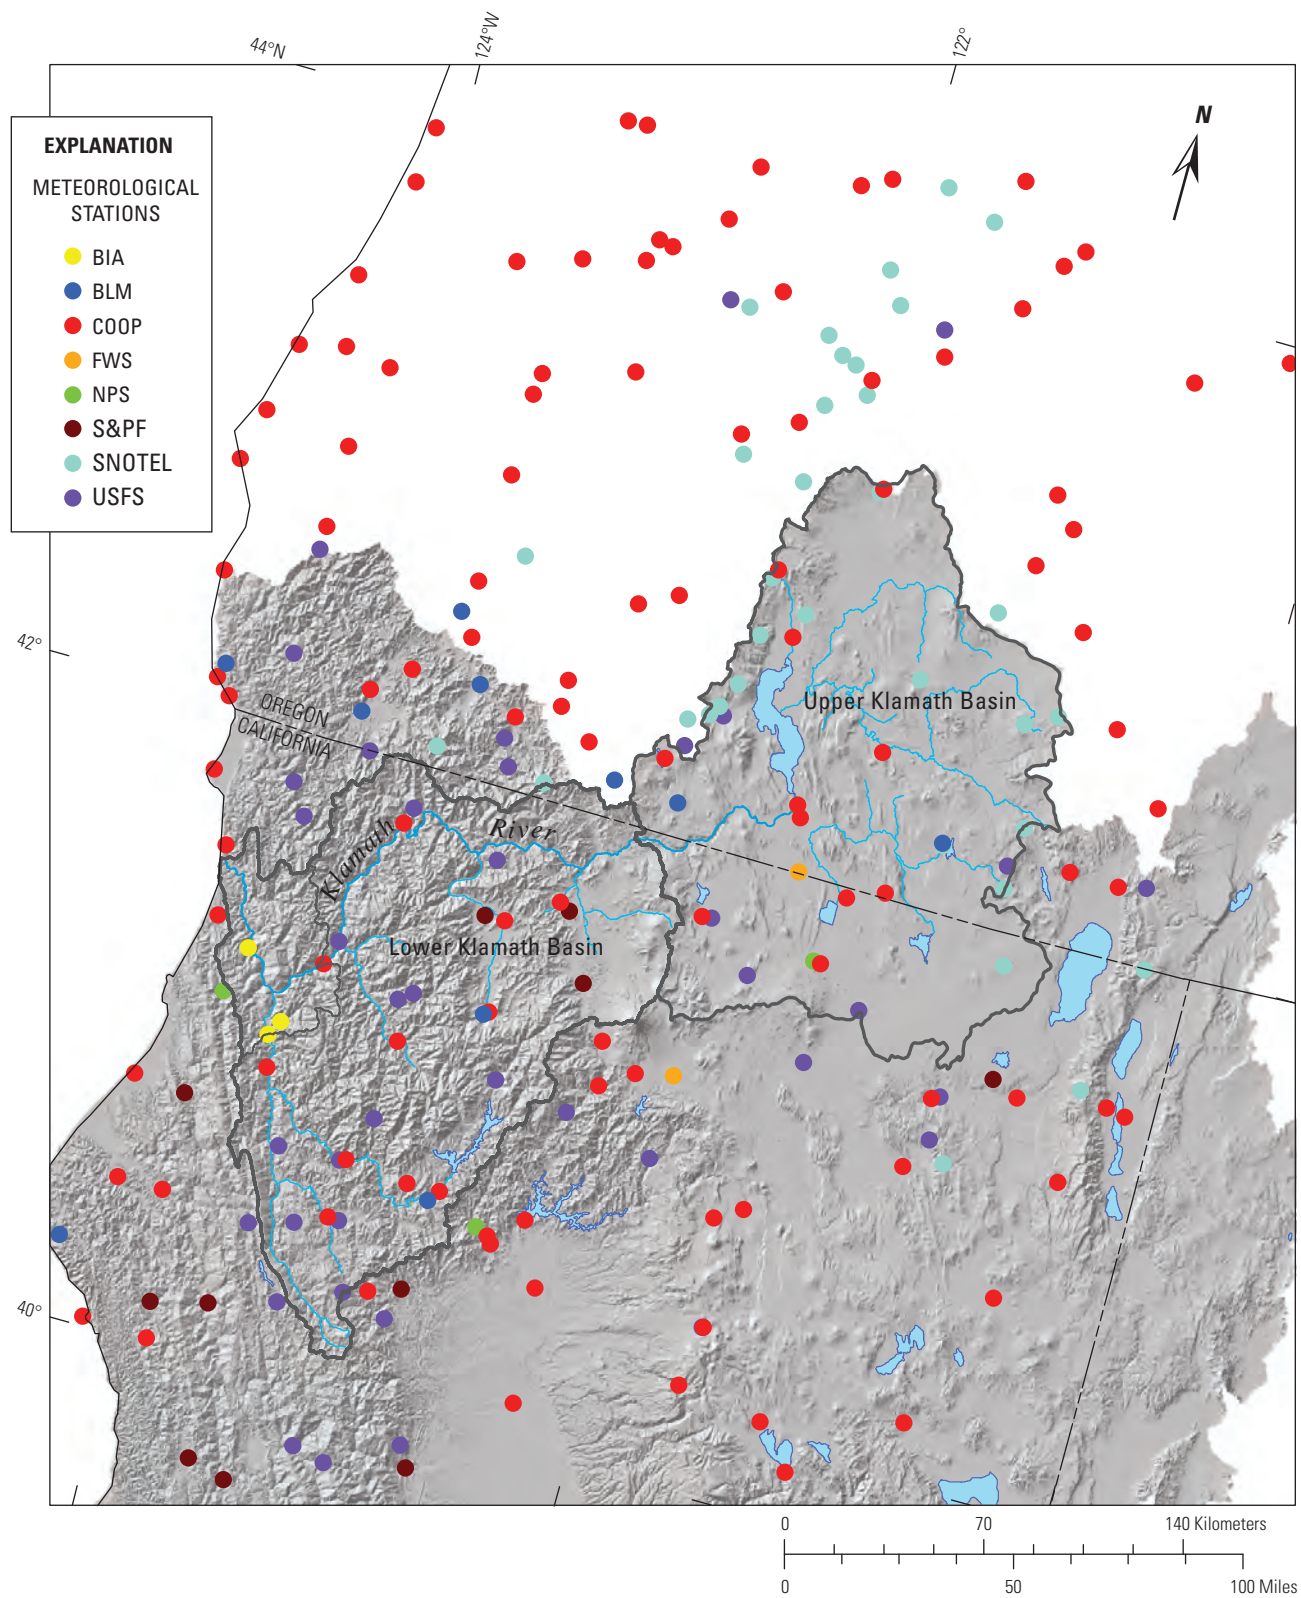 44°N
124°W
122°
N
EXPLANATION
METEOROLOGICAL
STATIONS
BIA
BLM
COOP
FWS
NPS
S&PF
SNOTEL
USFS
42°
OREGON
CALIFORNIA
Upper Klamath Basin
Klamath
River
Lower Klamath Basin
40°
0 70 140 Kilometers
0 50 100 Miles